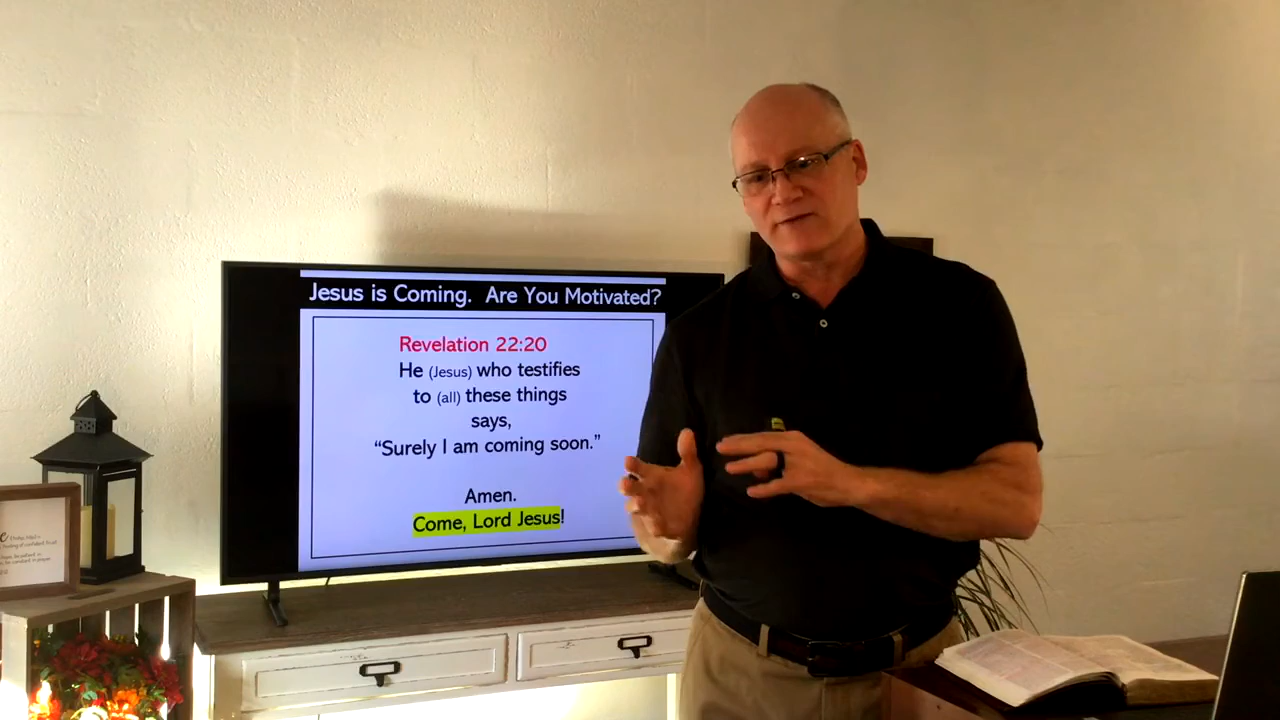 Jesus is Coming. Are You Motivated?
Revelation 22:20
He (Jesus) who testifies
to (all) these things
says,
“Surely I am coming soon.”
Amen.
Come, Lord Jesus!